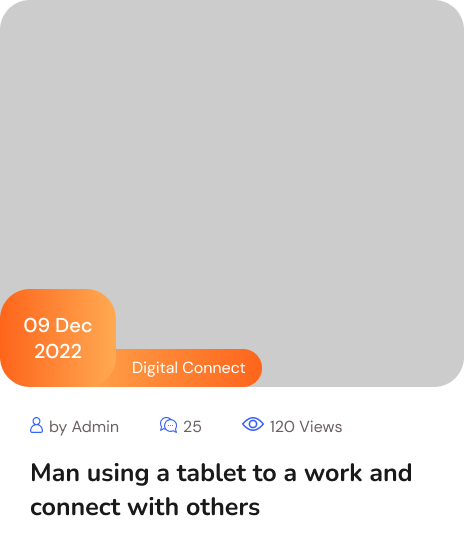 09 Dec
2022
Digital Connect
by Admin 25 120 Views
Man using a tablet to a work and
connect with others